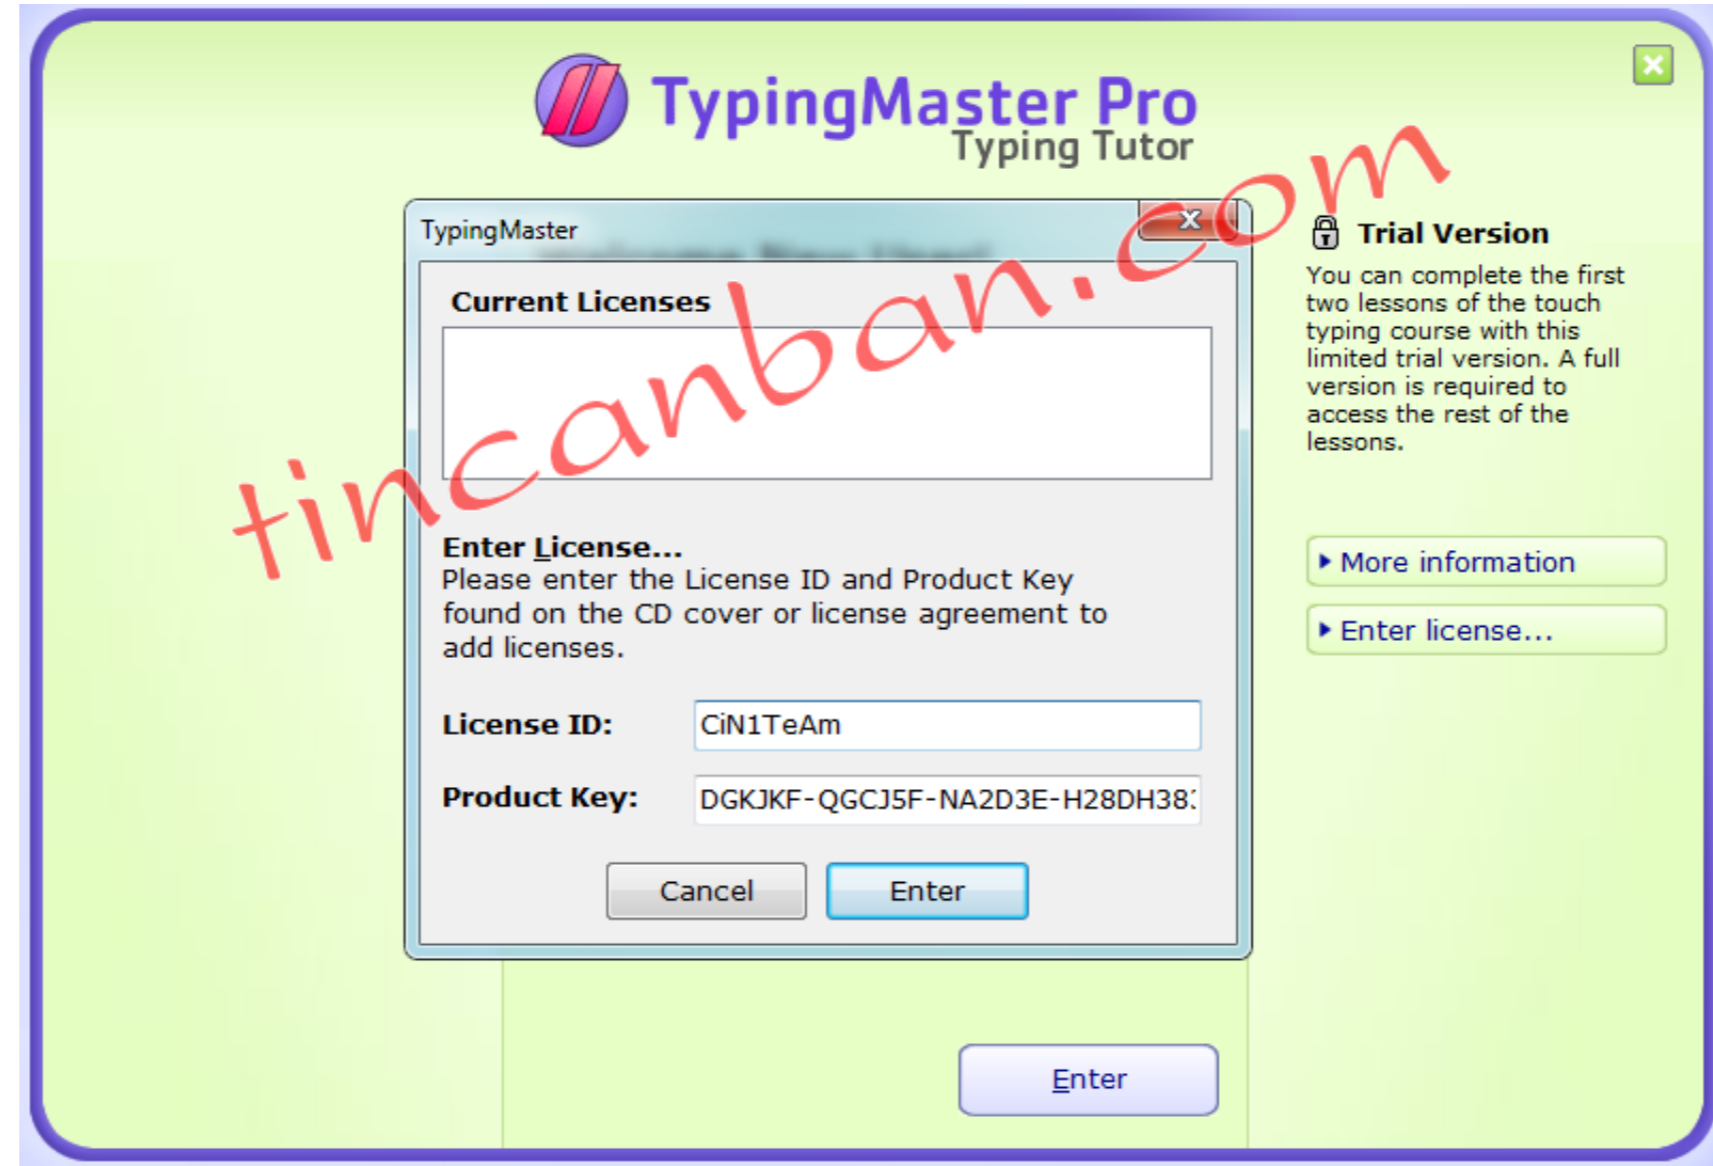 TypingMaster Pro
Typing Tutor
TypingMaster
Current Licenses
Enter License...
Please enter the License ID and Product Key
found on the CD cover or license agreement to
add licenses.
License ID: CiN1TeAm
Product Key: DGKJKF-QGCJ5F-NA2D3E-H28DH38
Cancel Enter
Enter
Trial Version
You can complete the first
two lessons of the touch
typing course with this
limited trial version. A full
version is required to
access the rest of the
lessons.
More information
Enter license...
tincanban.com